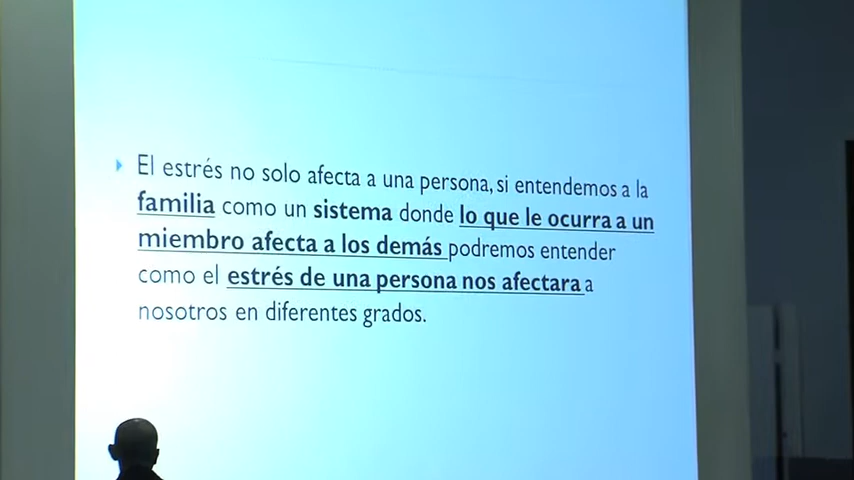 El estrés no solo afecta a una persona, si entendemos a la
familia como un sistema donde lo que le ocurra a un
miembro afecta a los demás podremos entender
como el estrés de una persona nos afectara a
nosotros en diferentes grados.